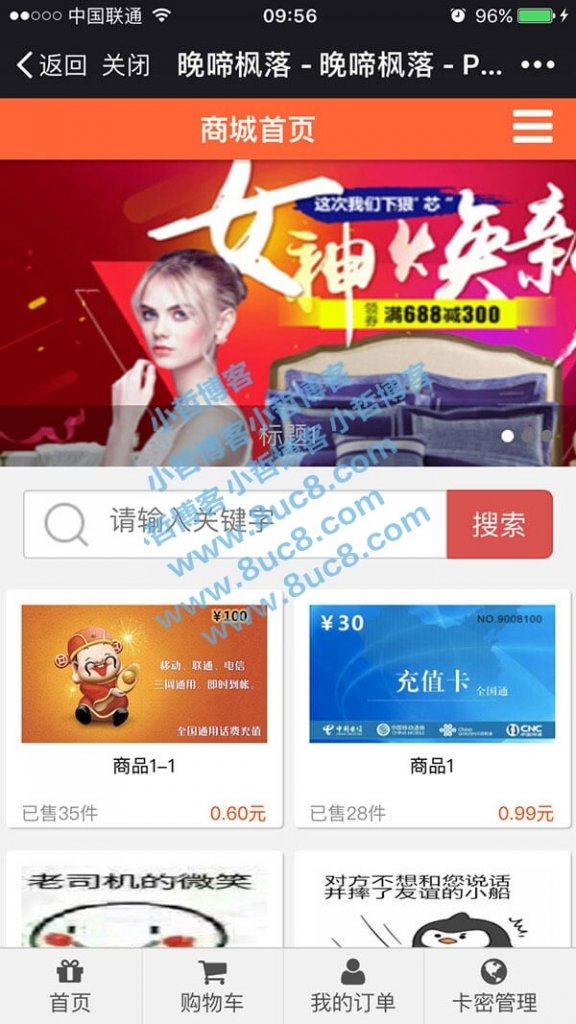 中国联通 09:56 96%
返回 关闭 晚啼枫落 - 晚啼枫落 - P... •••
商城首页
这次我们下狠“芯”
女神焕新
领券 满688减300
标题1
小哲博客小哲博客小哲博客
小哲博客小哲博客小哲博客
www.8uc8.com
www.8uc8.com
请输入关键字 搜索
¥100
移动、联通、电信
三网通用,即时到帐。
全国通用话费充值
¥30 NO.9008100
充值卡 全国通
中国电信 中国移动通信 CHINA MOBILE China unicom CNC
商品1-1
已售35件 0.60元
商品1
已售28件 0.99元
老司机的微笑
对方不想和您说话
并摔了友谊的小船
首页 购物车 我的订单 卡密管理